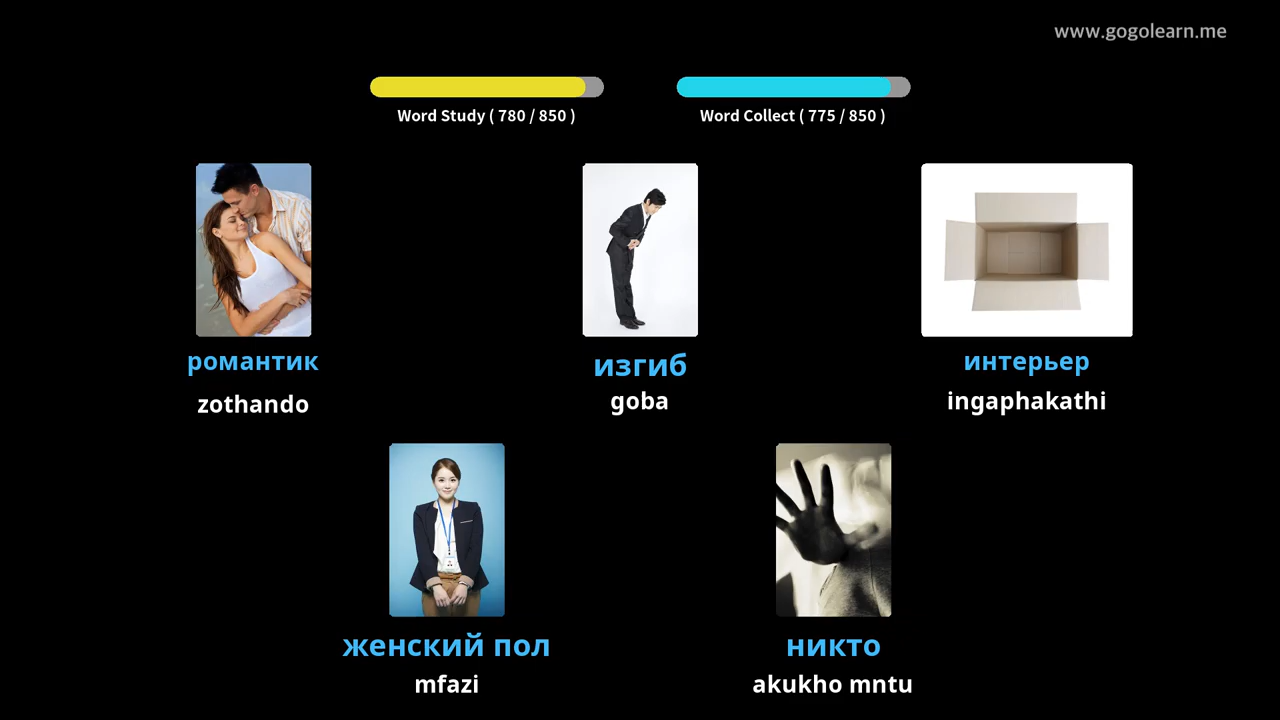 www.gogolearn.me
Word Study ( 780 / 850 )
Word Collect ( 775 / 850 )
романтик
изгиб
интерьер
zothando
goba
ingaphakathi
женский пол
никто
mfazi
akukho mntu